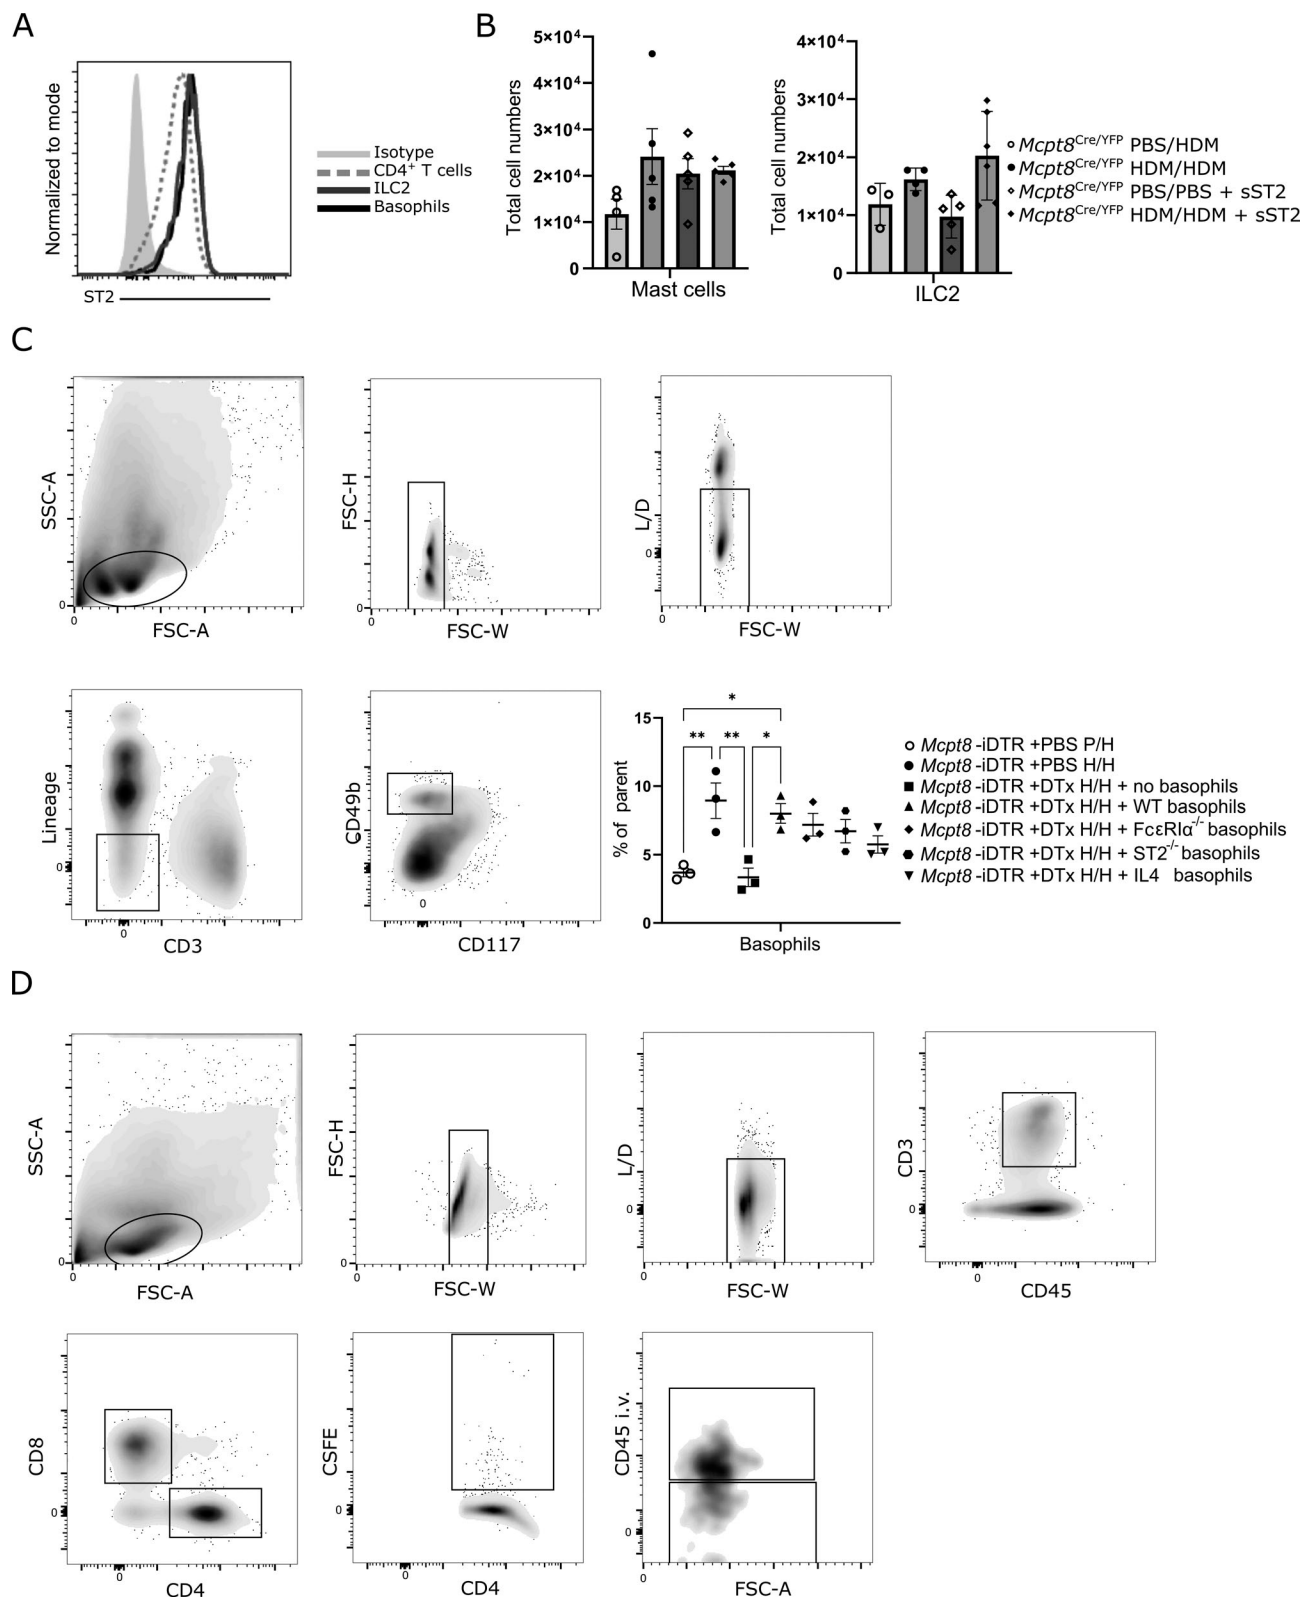 A
Normalized to mode
ST2
Isotype
CD4⁺ T cells
ILC2
Basophils
B
Total cell numbers
5×10⁴
4×10⁴
3×10⁴
2×10⁴
1×10⁴
0
Mast cells
Total cell numbers
4×10⁴
3×10⁴
2×10⁴
1×10⁴
0
ILC2
Mcpt8Cre/YFP PBS/HDM
Mcpt8Cre/YFP HDM/HDM
Mcpt8Cre/YFP PBS/PBS + sST2
Mcpt8Cre/YFP HDM/HDM + sST2
C
SSC-A
0
0
FSC-A
FSC-H
0
0
FSC-W
L/D
0
0
FSC-W
Lineage
0
0
CD3
CD49b
0
CD117
% of parent
15
10
5
0
*
** ** *
Basophils
Mcpt8 -iDTR +PBS P/H
Mcpt8 -iDTR +PBS H/H
Mcpt8 -iDTR +DTx H/H + no basophils
Mcpt8 -iDTR +DTx H/H + WT basophils
Mcpt8 -iDTR +DTx H/H + FcεRIα⁻/⁻ basophils
Mcpt8 -iDTR +DTx H/H + ST2⁻/⁻ basophils
Mcpt8 -iDTR +DTx H/H + IL4 basophils
D
SSC-A
0
0
FSC-A
FSC-H
0
0
FSC-W
L/D
0
0
FSC-W
CD3
0
0
CD45
CD8
0
0
CD4
CSFE
0
0
CD4
CD45 i.v.
0
0
FSC-A